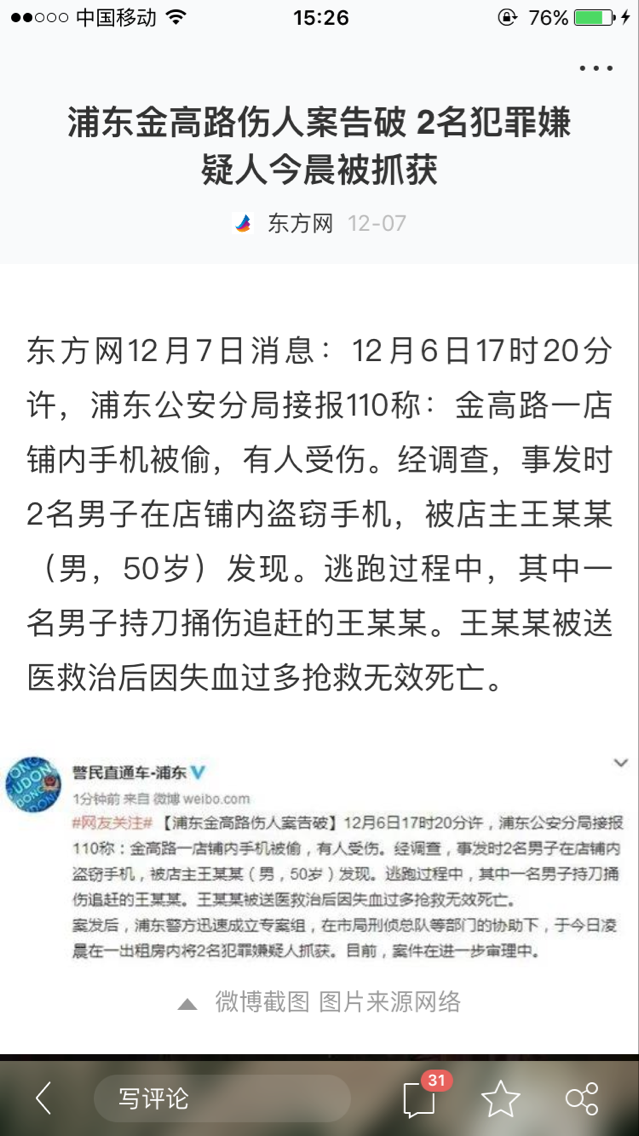 中国移动 15:26 76%
浦东金高路伤人案告破 2名犯罪嫌
疑人今晨被抓获
东方网 12-07
东方网12月7日消息：12月6日17时20分
许，浦东公安分局接报110称：金高路一店
铺内手机被偷，有人受伤。经调查，事发时
2名男子在店铺内盗窃手机，被店主王某某
（男，50岁）发现。逃跑过程中，其中一
名男子持刀捅伤追赶的王某某。王某某被送
医救治后因失血过多抢救无效死亡。
警民直通车-浦东
1分钟前 来自 微博 weibo.com
#网友关注#【浦东金高路伤人案告破】12月6日17时20分许，浦东公安分局接报
110称：金高路一店铺内手机被偷，有人受伤。经调查，事发时2名男子在店铺内
盗窃手机，被店主王某某（男，50岁）发现。逃跑过程中，其中一名男子持刀捅
伤追赶的王某某。王某某被送医救治后因失血过多抢救无效死亡。
案发后，浦东警方迅速成立专案组，在市局刑侦总队等部门的协助下，于今日凌
晨在一出租房内将2名犯罪嫌疑人抓获。目前，案件在进一步审理中。
微博截图 图片来源网络
写评论 31